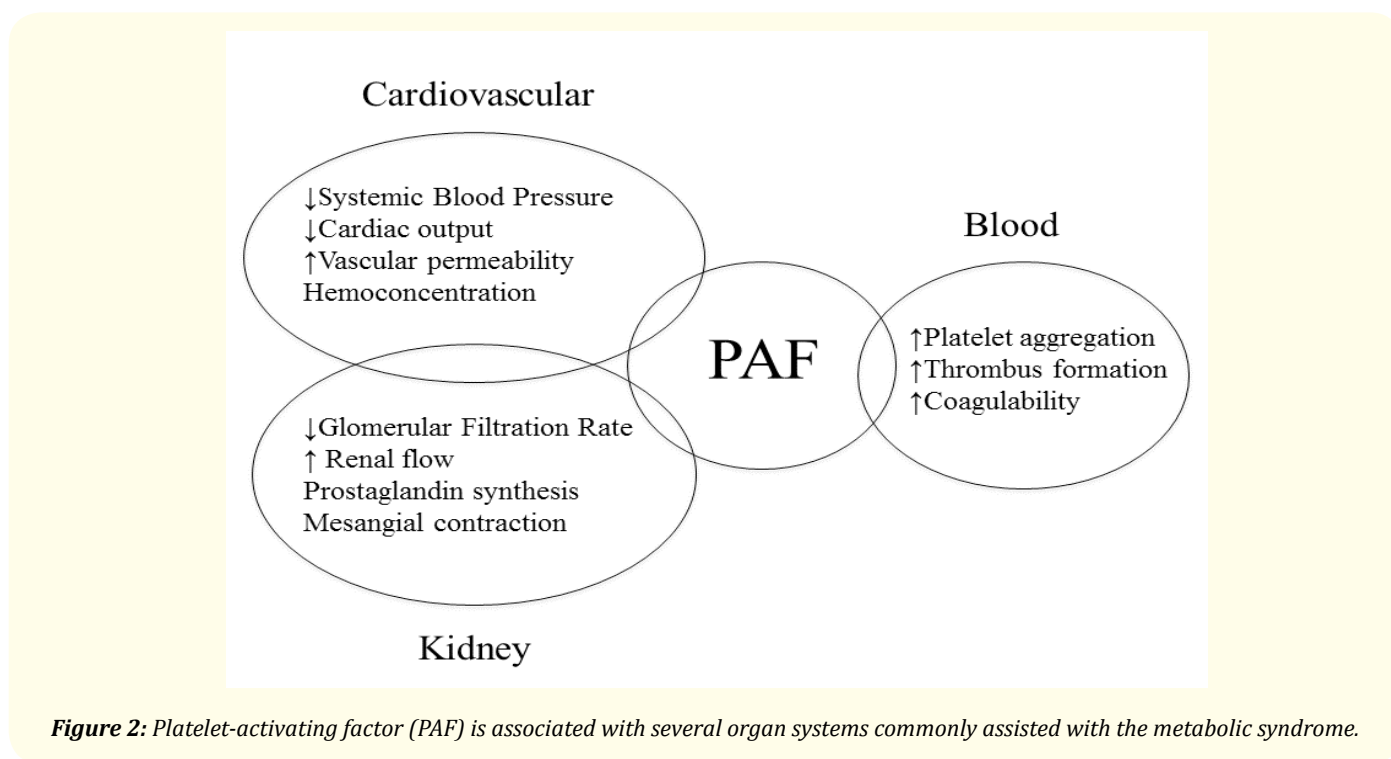 Cardiovascular
↓Systemic Blood Pressure
↓Cardiac output
↑Vascular permeability
Hemoconcentration
Blood
PAF
↑Platelet aggregation
↑Thrombus formation
↑Coagulability
↓Glomerular Filtration Rate
↑ Renal flow
Prostaglandin synthesis
Mesangial contraction
Kidney
Figure 2: Platelet-activating factor (PAF) is associated with several organ systems commonly assisted with the metabolic syndrome.